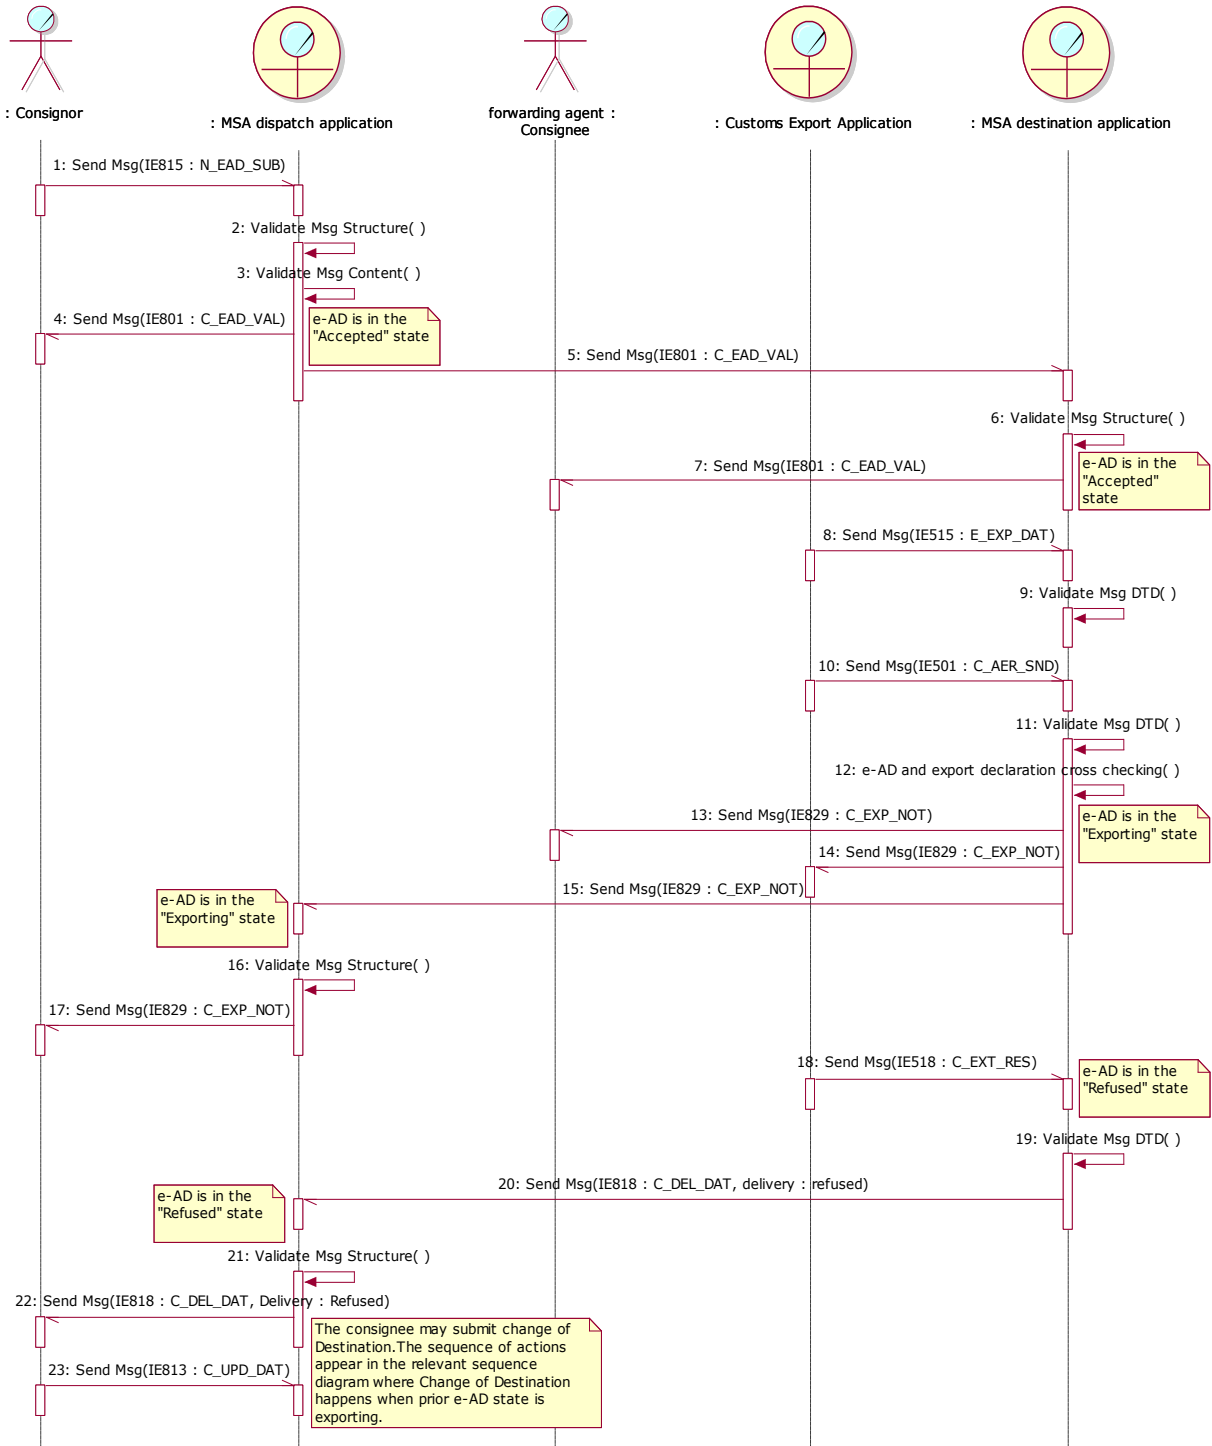 : Consignor
: MSA dispatch application
forwarding agent :
Consignee
: Customs Export Application
: MSA destination application
1: Send Msg(IE815 : N_EAD_SUB)
2: Validate Msg Structure( )
3: Validate Msg Content( )
4: Send Msg(IE801 : C_EAD_VAL)
e-AD is in the
"Accepted" state
5: Send Msg(IE801 : C_EAD_VAL)
6: Validate Msg Structure( )
7: Send Msg(IE801 : C_EAD_VAL)
e-AD is in the
"Accepted"
state
8: Send Msg(IE515 : E_EXP_DAT)
9: Validate Msg DTD( )
10: Send Msg(IE501 : C_AER_SND)
11: Validate Msg DTD( )
12: e-AD and export declaration cross checking( )
13: Send Msg(IE829 : C_EXP_NOT)
e-AD is in the
"Exporting" state
14: Send Msg(IE829 : C_EXP_NOT)
15: Send Msg(IE829 : C_EXP_NOT)
e-AD is in the
"Exporting" state
16: Validate Msg Structure( )
17: Send Msg(IE829 : C_EXP_NOT)
18: Send Msg(IE518 : C_EXT_RES)
e-AD is in the
"Refused" state
19: Validate Msg DTD( )
20: Send Msg(IE818 : C_DEL_DAT, delivery : refused)
e-AD is in the
"Refused" state
21: Validate Msg Structure( )
22: Send Msg(IE818 : C_DEL_DAT, Delivery : Refused)
The consignee may submit change of
Destination.The sequence of actions
appear in the relevant sequence
diagram where Change of Destination
happens when prior e-AD state is
exporting.
23: Send Msg(IE813 : C_UPD_DAT)